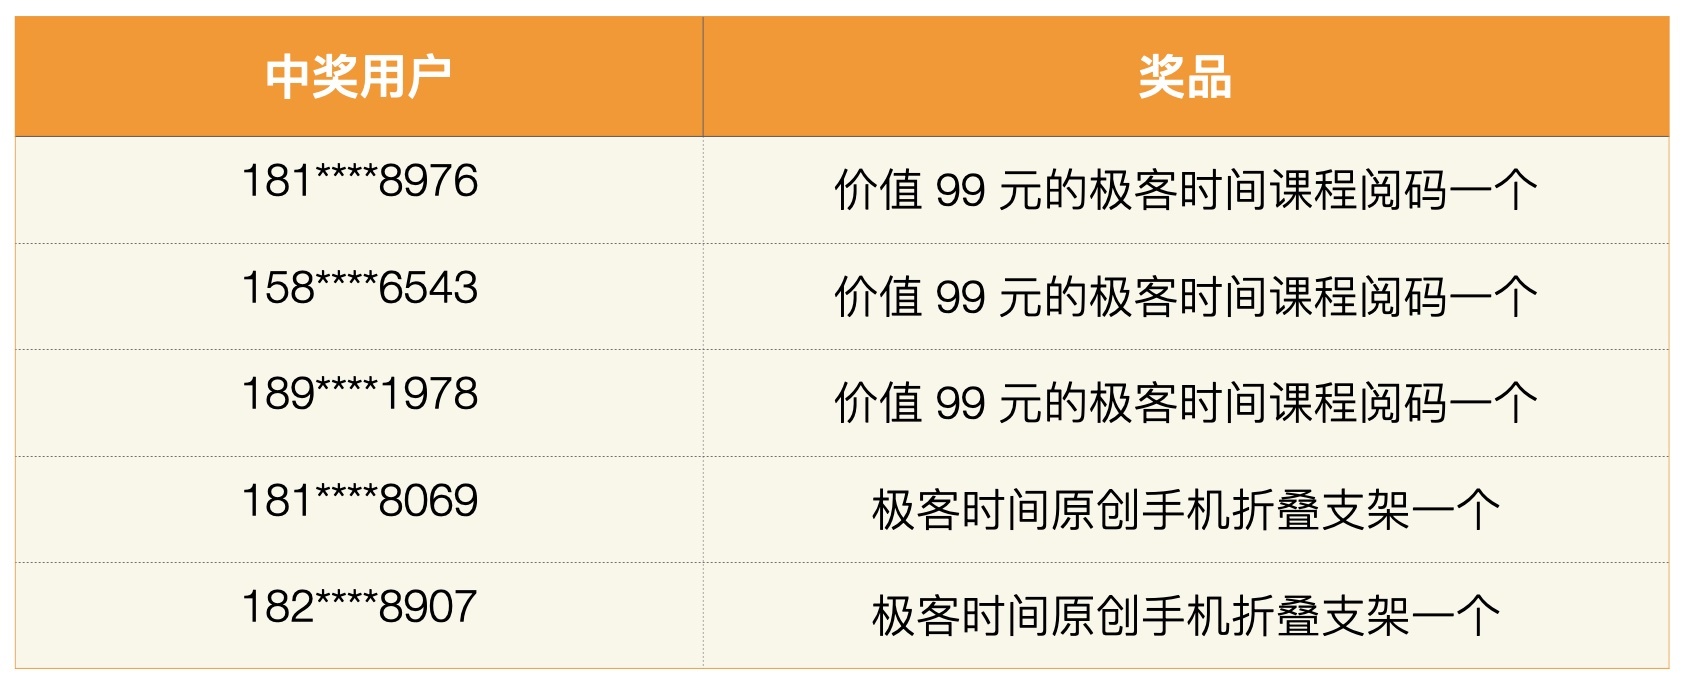 中奖用户 奖品
181****8976 价值 99 元的极客时间课程阅码一个
158****6543 价值 99 元的极客时间课程阅码一个
189****1978 价值 99 元的极客时间课程阅码一个
181****8069 极客时间原创手机折叠支架一个
182****8907 极客时间原创手机折叠支架一个